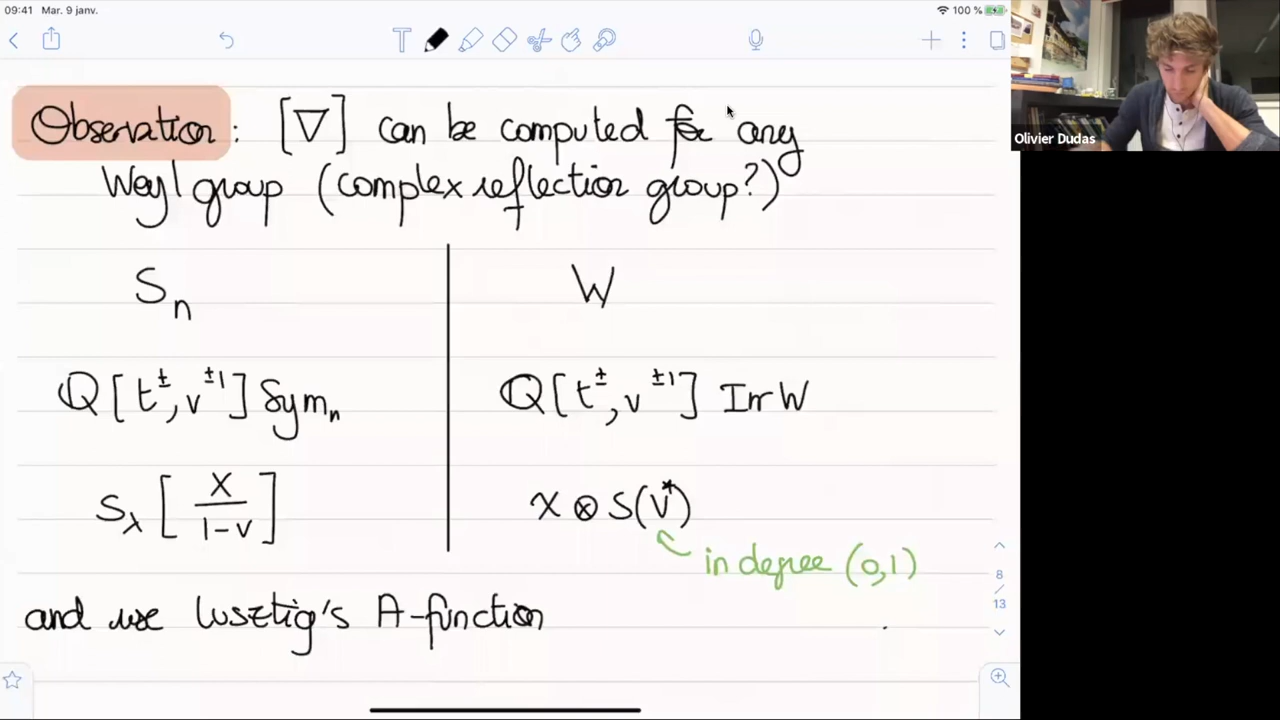 09:41 Mar. 9 janv.
100 %
Olivier Dudas
Observation : [∇] can be computed for any
Weyl group (complex reflection group?)
S_n
W
Q[t^±, v^±1] Sym_n
Q[t^±, v^±1] Irr W
S_λ [X/(1-v)]
χ ⊗ S(V*)
in degree (0,1)
and use Lusztig's A-function
8
/
13